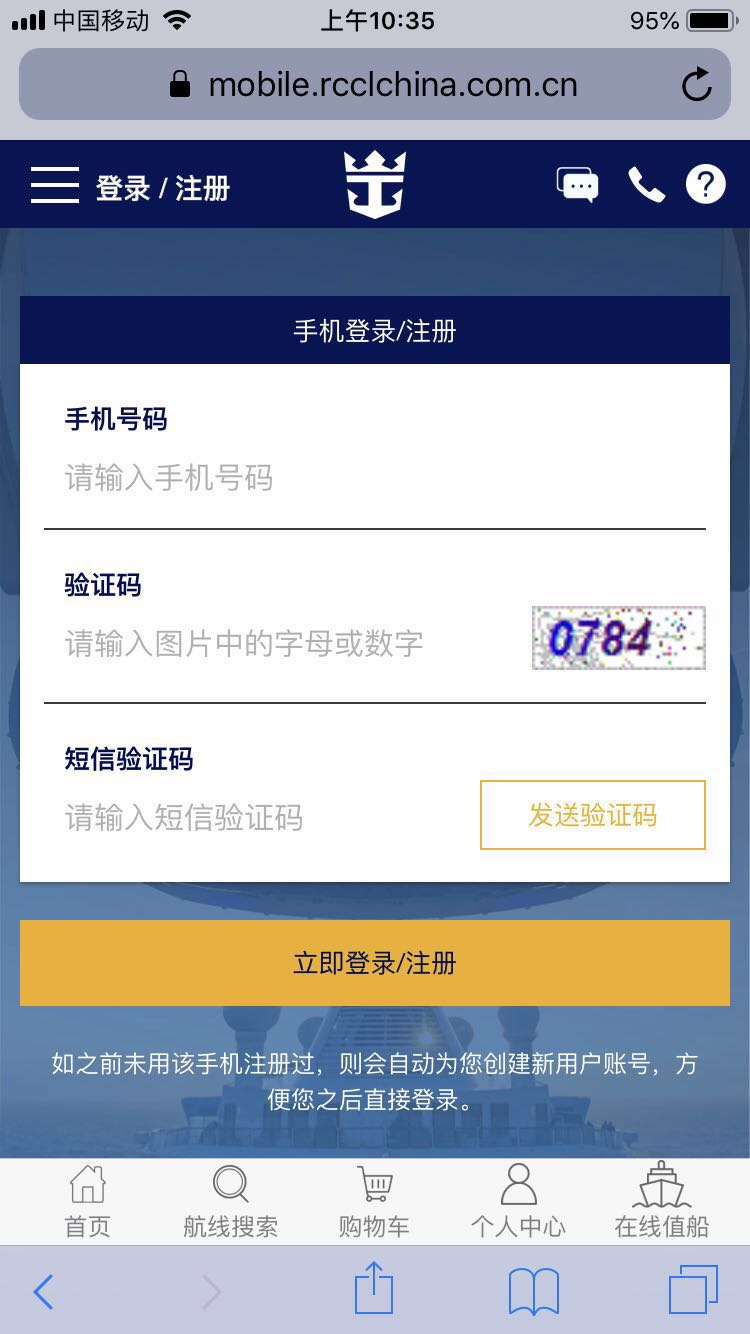 中国移动
上午10:35
95%
mobile.rcclchina.com.cn
登录 / 注册
?
手机登录/注册
手机号码
请输入手机号码
验证码
请输入图片中的字母或数字
0784
短信验证码
请输入短信验证码
发送验证码
立即登录/注册
如之前未用该手机注册过，则会自动为您创建新用户账号，方
便您之后直接登录。
首页
航线搜索
购物车
个人中心
在线值船